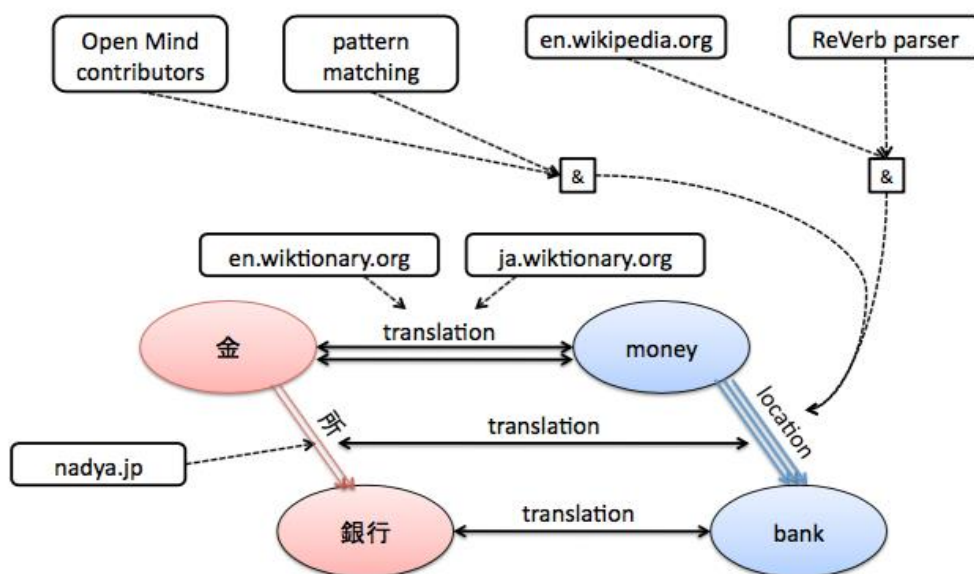 Open Mind
contributors
pattern
matching
en.wikipedia.org
ReVerb parser
&
&
en.wiktionary.org
ja.wiktionary.org
金
translation
money
所
location
translation
nadya.jp
銀行
translation
bank